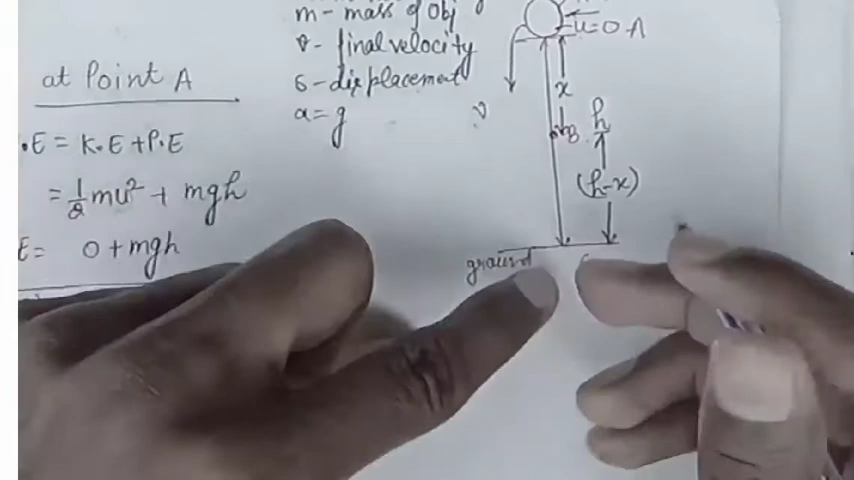 m - mass of Obj
v - final velocity
s - displacement
a = g
at Point A
.E = K.E + P.E
= 1/2 mu² + mgh
E = 0 + mgh
u = 0 A
x
v
B
h
(h-x)
ground